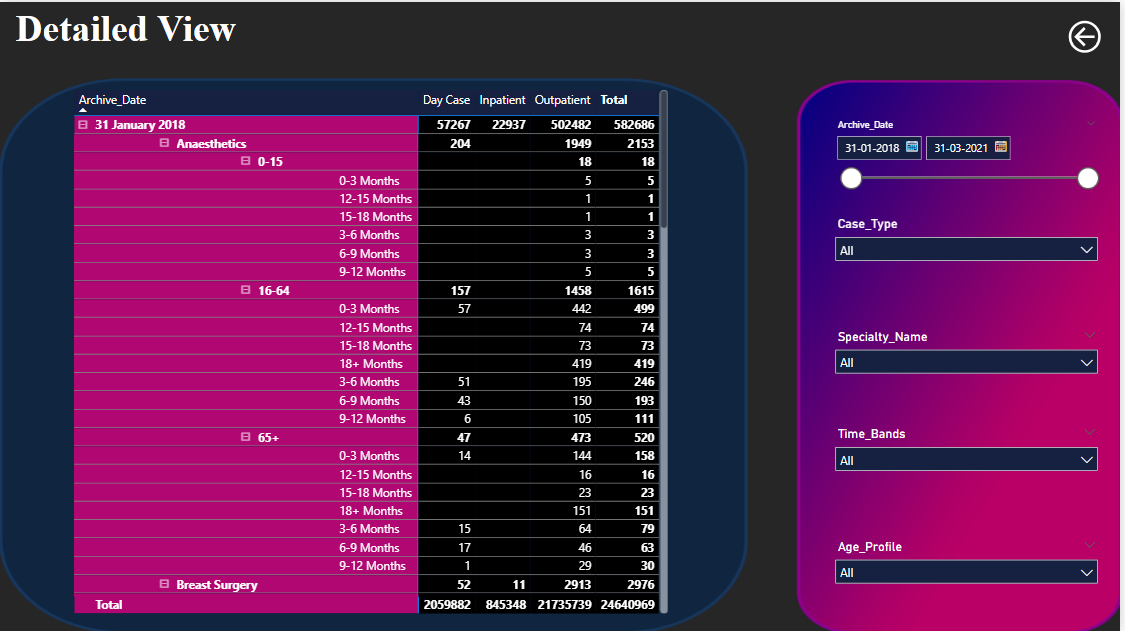 Detailed View
Archive_Date Day Case Inpatient Outpatient Total
31 January 2018 57267 22937 502482 582686
Anaesthetics 204 1949 2153
0-15 18 18
0-3 Months 5 5
12-15 Months 1 1
15-18 Months 1 1
3-6 Months 3 3
6-9 Months 3 3
9-12 Months 5 5
16-64 157 1458 1615
0-3 Months 57 442 499
12-15 Months 74 74
15-18 Months 73 73
18+ Months 419 419
3-6 Months 51 195 246
6-9 Months 43 150 193
9-12 Months 6 105 111
65+ 47 473 520
0-3 Months 14 144 158
12-15 Months 16 16
15-18 Months 23 23
18+ Months 151 151
3-6 Months 15 64 79
6-9 Months 17 46 63
9-12 Months 1 29 30
Breast Surgery 52 11 2913 2976
Total 2059882 845348 21735739 24640969
Archive_Date
31-01-2018 31-03-2021
Case_Type
All
Specialty_Name
All
Time_Bands
All
Age_Profile
All